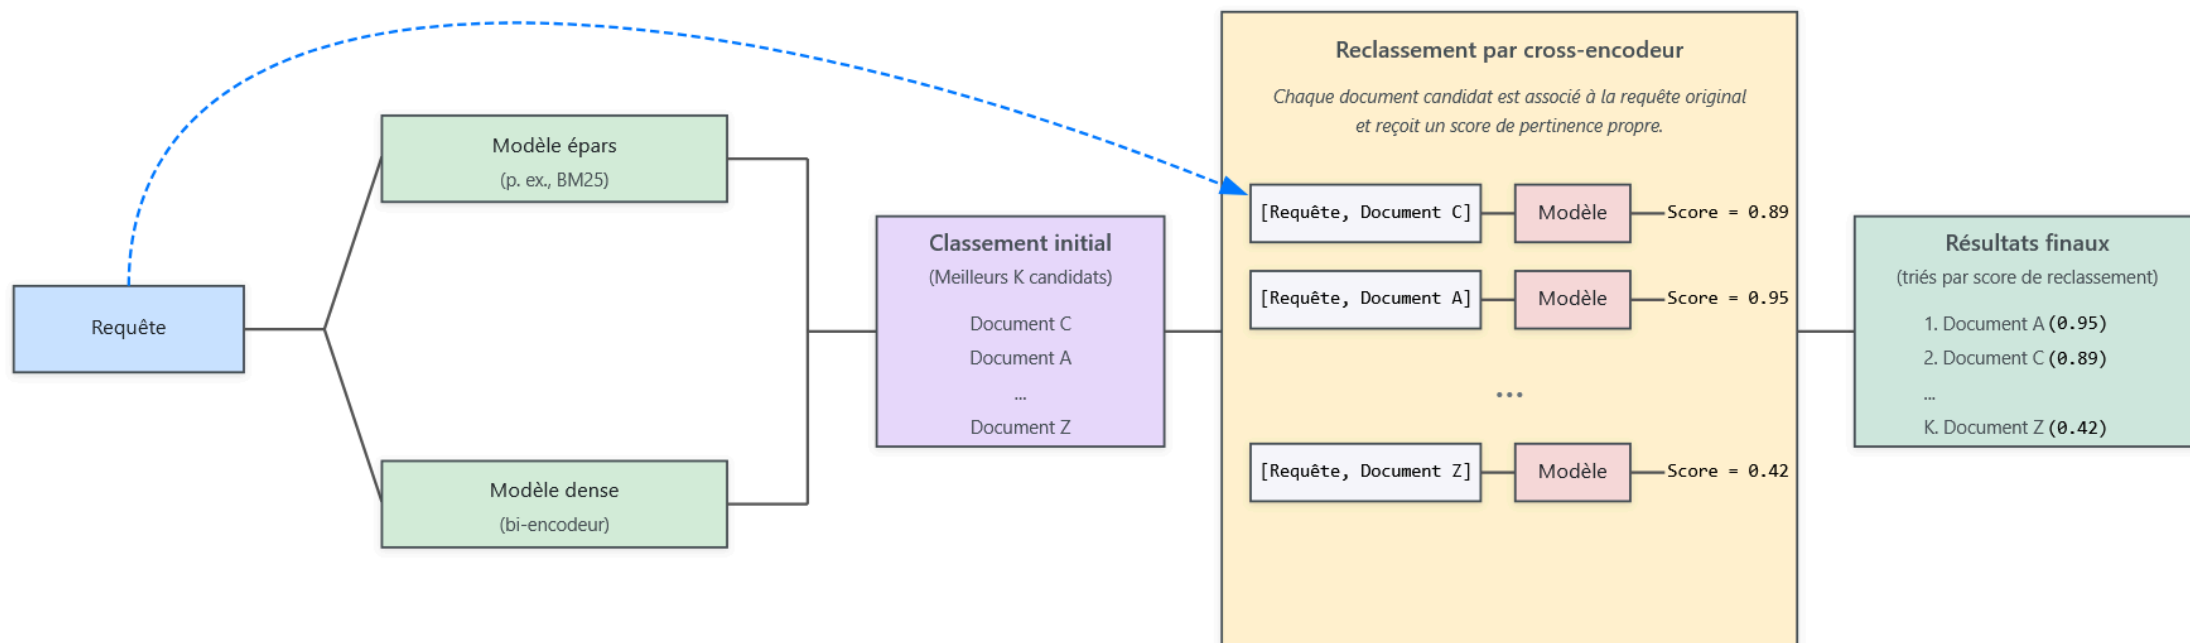 Requête
Modèle épars
(p. ex., BM25)
Modèle dense
(bi-encodeur)
Classement initial
(Meilleurs K candidats)
Document C
Document A
...
Document Z
Reclassement par cross-encodeur
Chaque document candidat est associé à la requête original
et reçoit un score de pertinence propre.
[Requête, Document C] Modèle Score = 0.89
[Requête, Document A] Modèle Score = 0.95
...
[Requête, Document Z] Modèle Score = 0.42
Résultats finaux
(triés par score de reclassement)
1. Document A (0.95)
2. Document C (0.89)
...
K. Document Z (0.42)